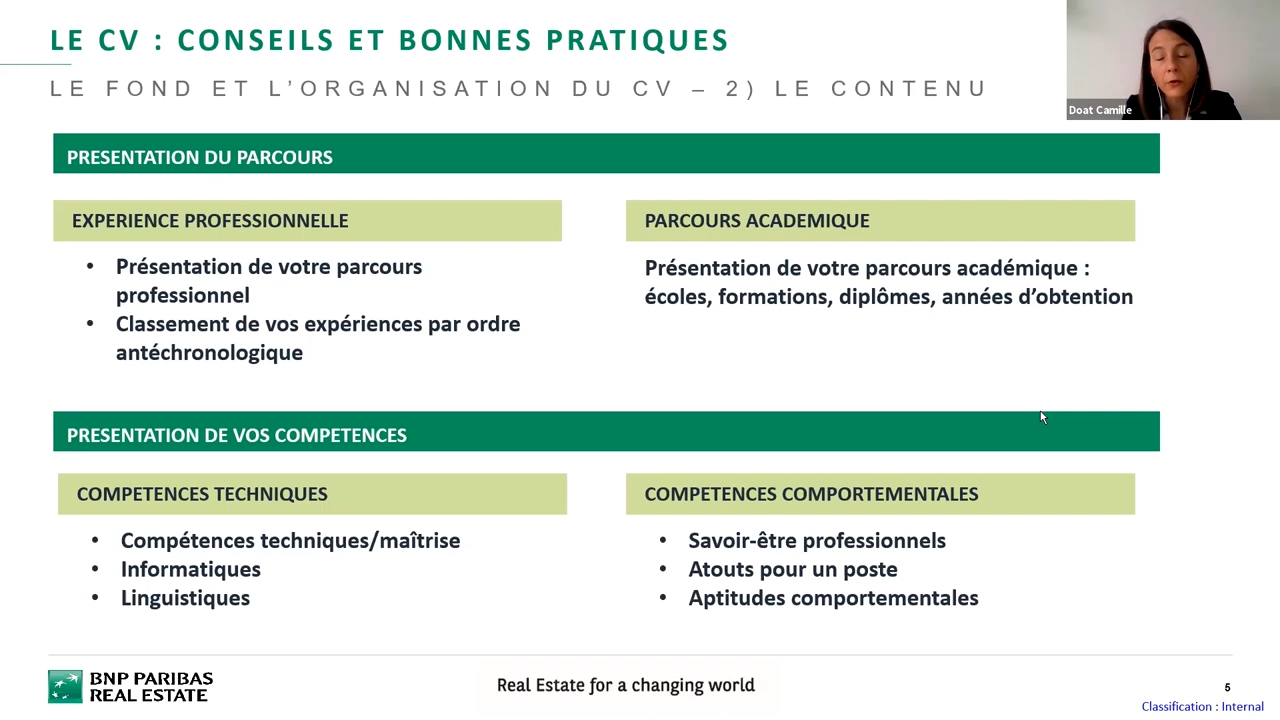 LE CV : CONSEILS ET BONNES PRATIQUES
LE FOND ET L’ORGANISATION DU CV – 2) LE CONTENU
Doat Camille
PRESENTATION DU PARCOURS
EXPERIENCE PROFESSIONNELLE
• Présentation de votre parcours
professionnel
• Classement de vos expériences par ordre
antéchronologique
PARCOURS ACADEMIQUE
Présentation de votre parcours académique :
écoles, formations, diplômes, années d’obtention
PRESENTATION DE VOS COMPETENCES
COMPETENCES TECHNIQUES
• Compétences techniques/maîtrise
• Informatiques
• Linguistiques
COMPETENCES COMPORTEMENTALES
• Savoir-être professionnels
• Atouts pour un poste
• Aptitudes comportementales
BNP PARIBAS
REAL ESTATE
Real Estate for a changing world
5
Classification : Internal